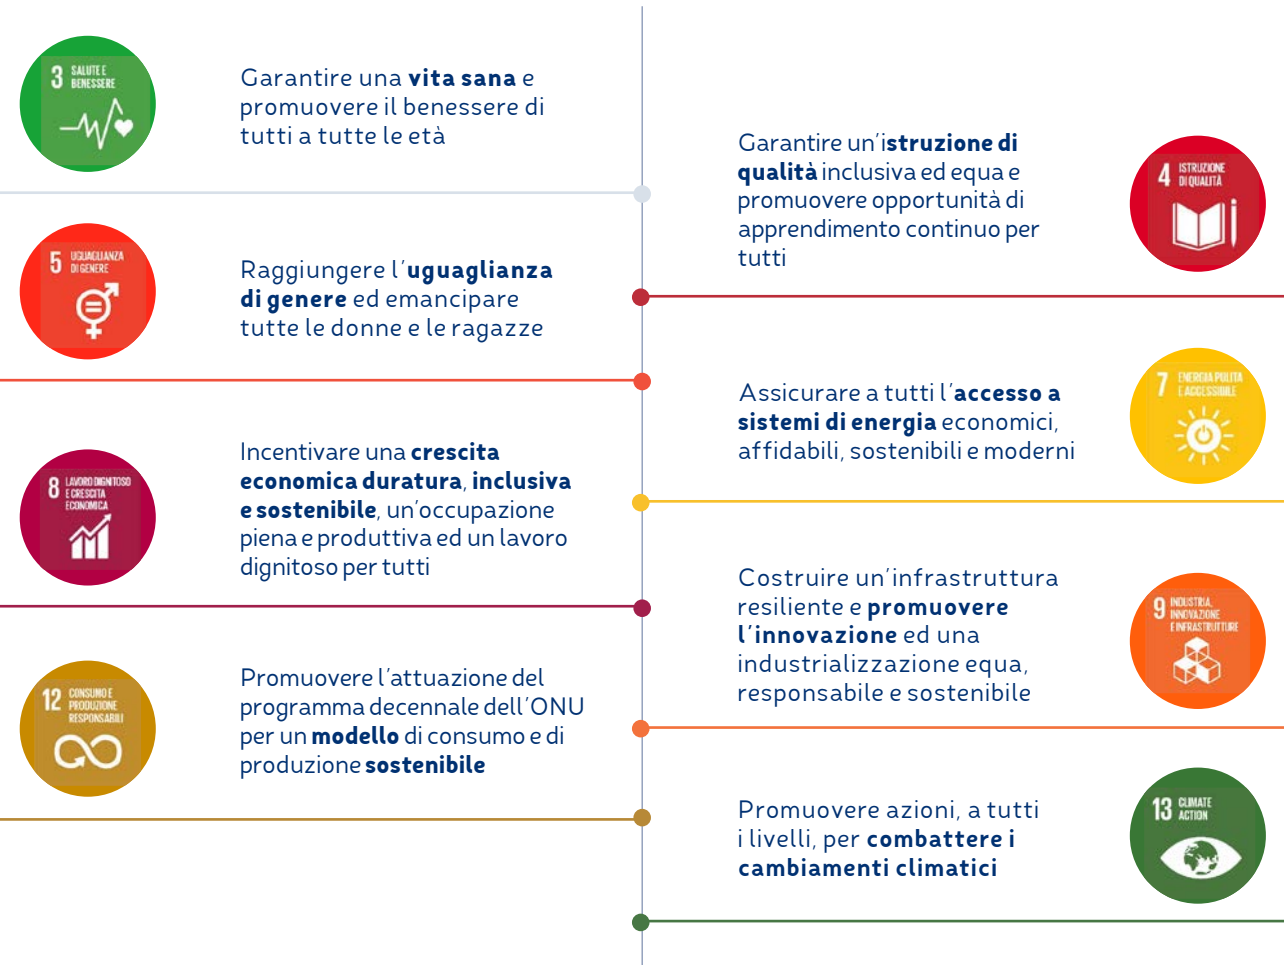 3 SALUTE E
BENESSERE
Garantire una vita sana e
promuovere il benessere di
tutti a tutte le età
Garantire un'istruzione di
qualità inclusiva ed equa e
promuovere opportunità di
apprendimento continuo per
tutti
4 ISTRUZIONE
DI QUALITÀ
5 UGUAGLIANZA
DI GENERE
Raggiungere l'uguaglianza
di genere ed emancipare
tutte le donne e le ragazze
Assicurare a tutti l'accesso a
sistemi di energia economici,
affidabili, sostenibili e moderni
7 ENERGIA PULITA
E ACCESSIBILE
8 LAVORO DIGNITOSO
E CRESCITA
ECONOMICA
Incentivare una crescita
economica duratura, inclusiva
e sostenibile, un'occupazione
piena e produttiva ed un lavoro
dignitoso per tutti
Costruire un'infrastruttura
resiliente e promuovere
l'innovazione ed una
industrializzazione equa,
responsabile e sostenibile
9 INDUSTRIA,
INNOVAZIONE
E INFRASTRUTTURE
12 CONSUMO E
PRODUZIONE
RESPONSABILI
Promuovere l'attuazione del
programma decennale dell'ONU
per un modello di consumo e di
produzione sostenibile
Promuovere azioni, a tutti
i livelli, per combattere i
cambiamenti climatici
13 CLIMATE
ACTION